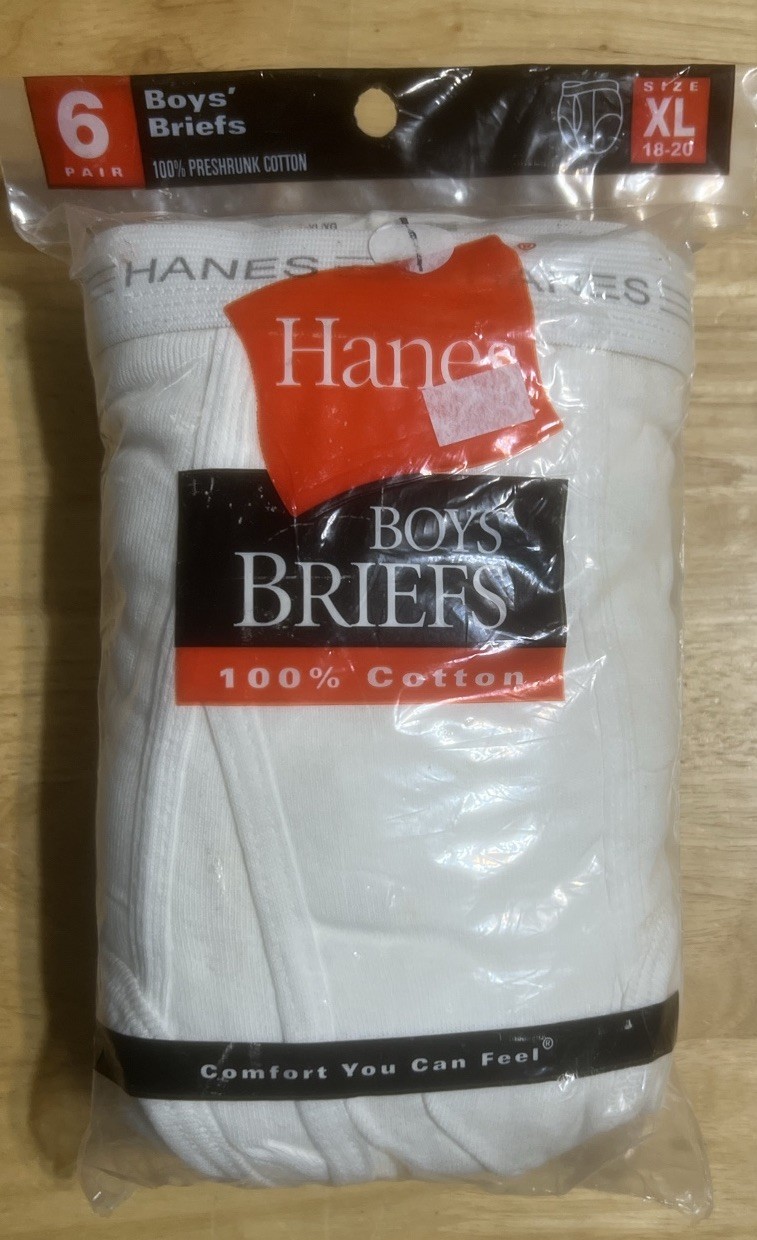 6
PAIR
Boys'
Briefs
100% PRESHRUNK COTTON
SIZE
XL
18-20
HANES
HANES
®
Hanes
BOYS
BRIEFS
100% Cotton
Comfort You Can Feel®